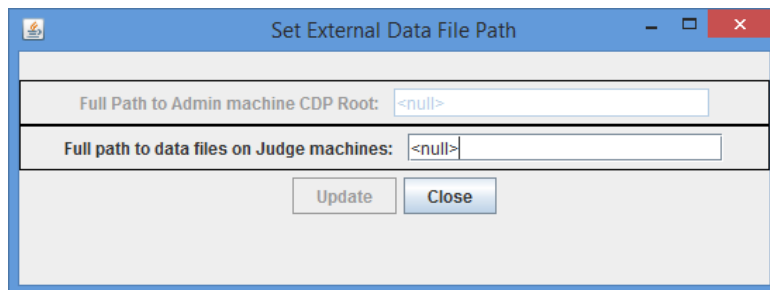 Set External Data File Path
Full Path to Admin machine CDP Root: <null>
Full path to data files on Judge machines: <null>
Update Close